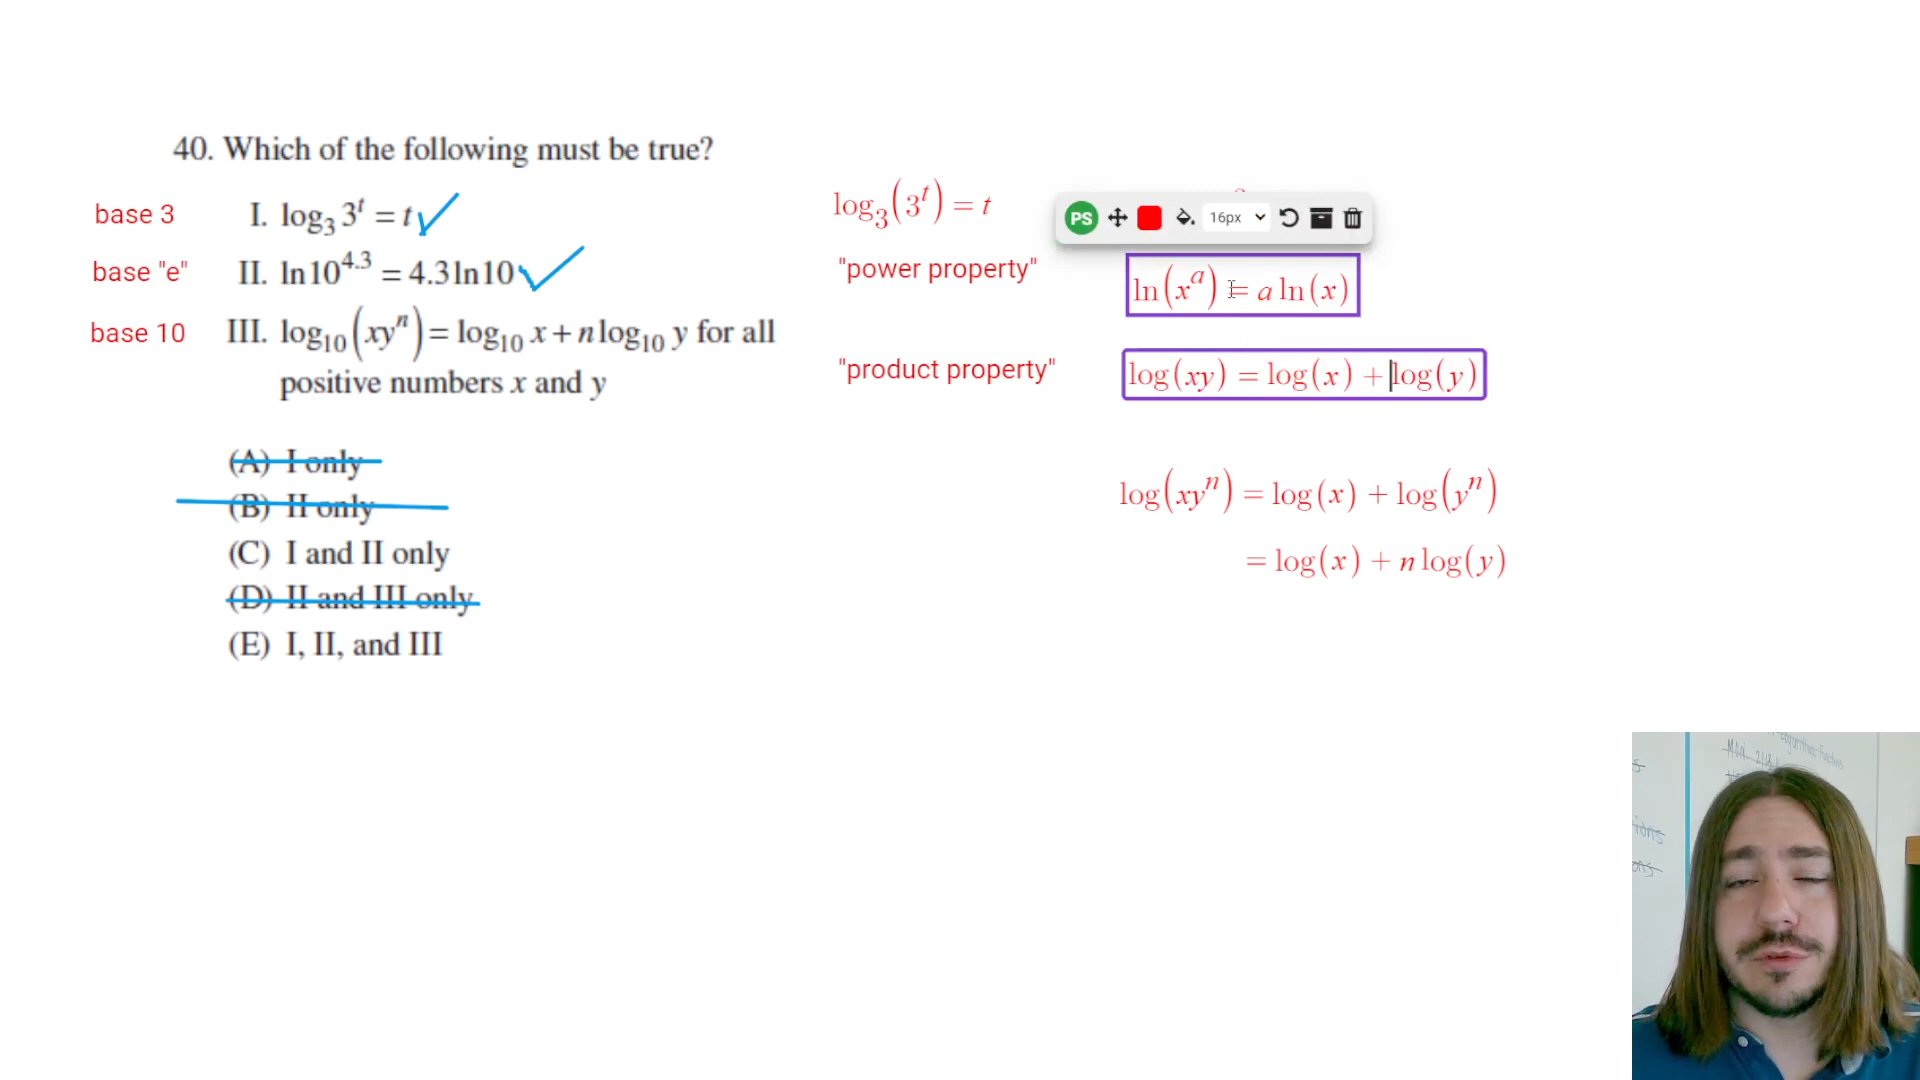 40. Which of the following must be true?
base 3 I. log₃ 3ᵗ = t
base "e" II. ln 10⁴·³ = 4.3 ln 10
base 10 III. log₁₀(xyⁿ) = log₁₀ x + n log₁₀ y for all
positive numbers x and y
(A) I only
(B) II only
(C) I and II only
(D) II and III only
(E) I, II, and III
log₃(3ᵗ) = t
PS 16px
"power property" ln(xᵃ) = a ln(x)
"product property" log(xy) = log(x) + log(y)
log(xyⁿ) = log(x) + log(yⁿ)
= log(x) + n log(y)